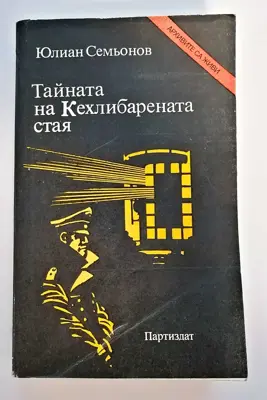 Юлиан Семьонов
АРХИВИТЕ СА ЖИВИ
Тайната
на Кехлибарената
стая
Партиздат